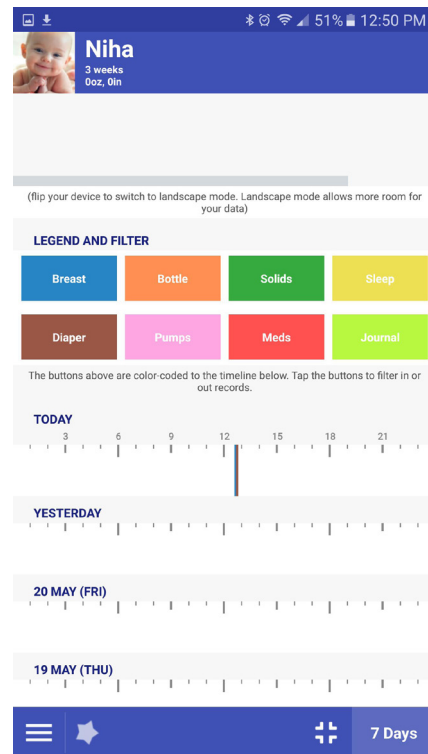 51% 12:50 PM
Niha
3 weeks
0oz, 0in
(flip your device to switch to landscape mode. Landscape mode allows more room for
your data)
LEGEND AND FILTER
Breast Bottle Solids Sleep
Diaper Pumps Meds Journal
The buttons above are color-coded to the timeline below. Tap the buttons to filter in or
out records.
TODAY
3 6 9 12 15 18 21
YESTERDAY
20 MAY (FRI)
19 MAY (THU)
7 Days